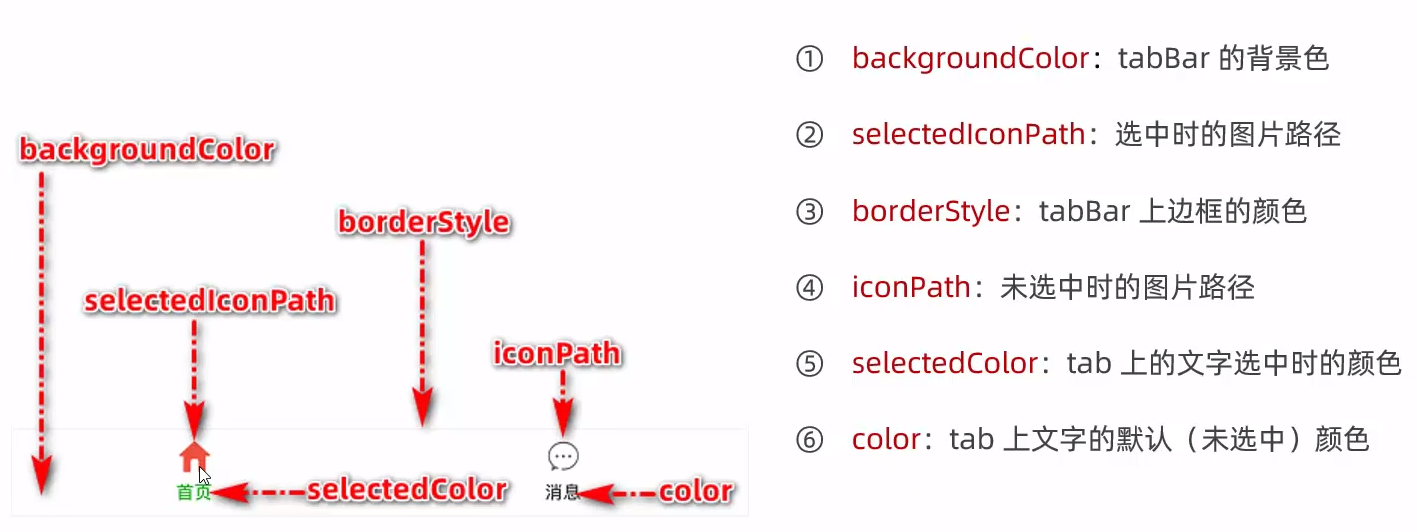 backgroundColor
borderStyle
selectedIconPath
iconPath
首页
selectedColor
消息
color
① backgroundColor：tabBar 的背景色
② selectedIconPath：选中时的图片路径
③ borderStyle：tabBar 上边框的颜色
④ iconPath：未选中时的图片路径
⑤ selectedColor：tab 上的文字选中时的颜色
⑥ color：tab 上文字的默认（未选中）颜色